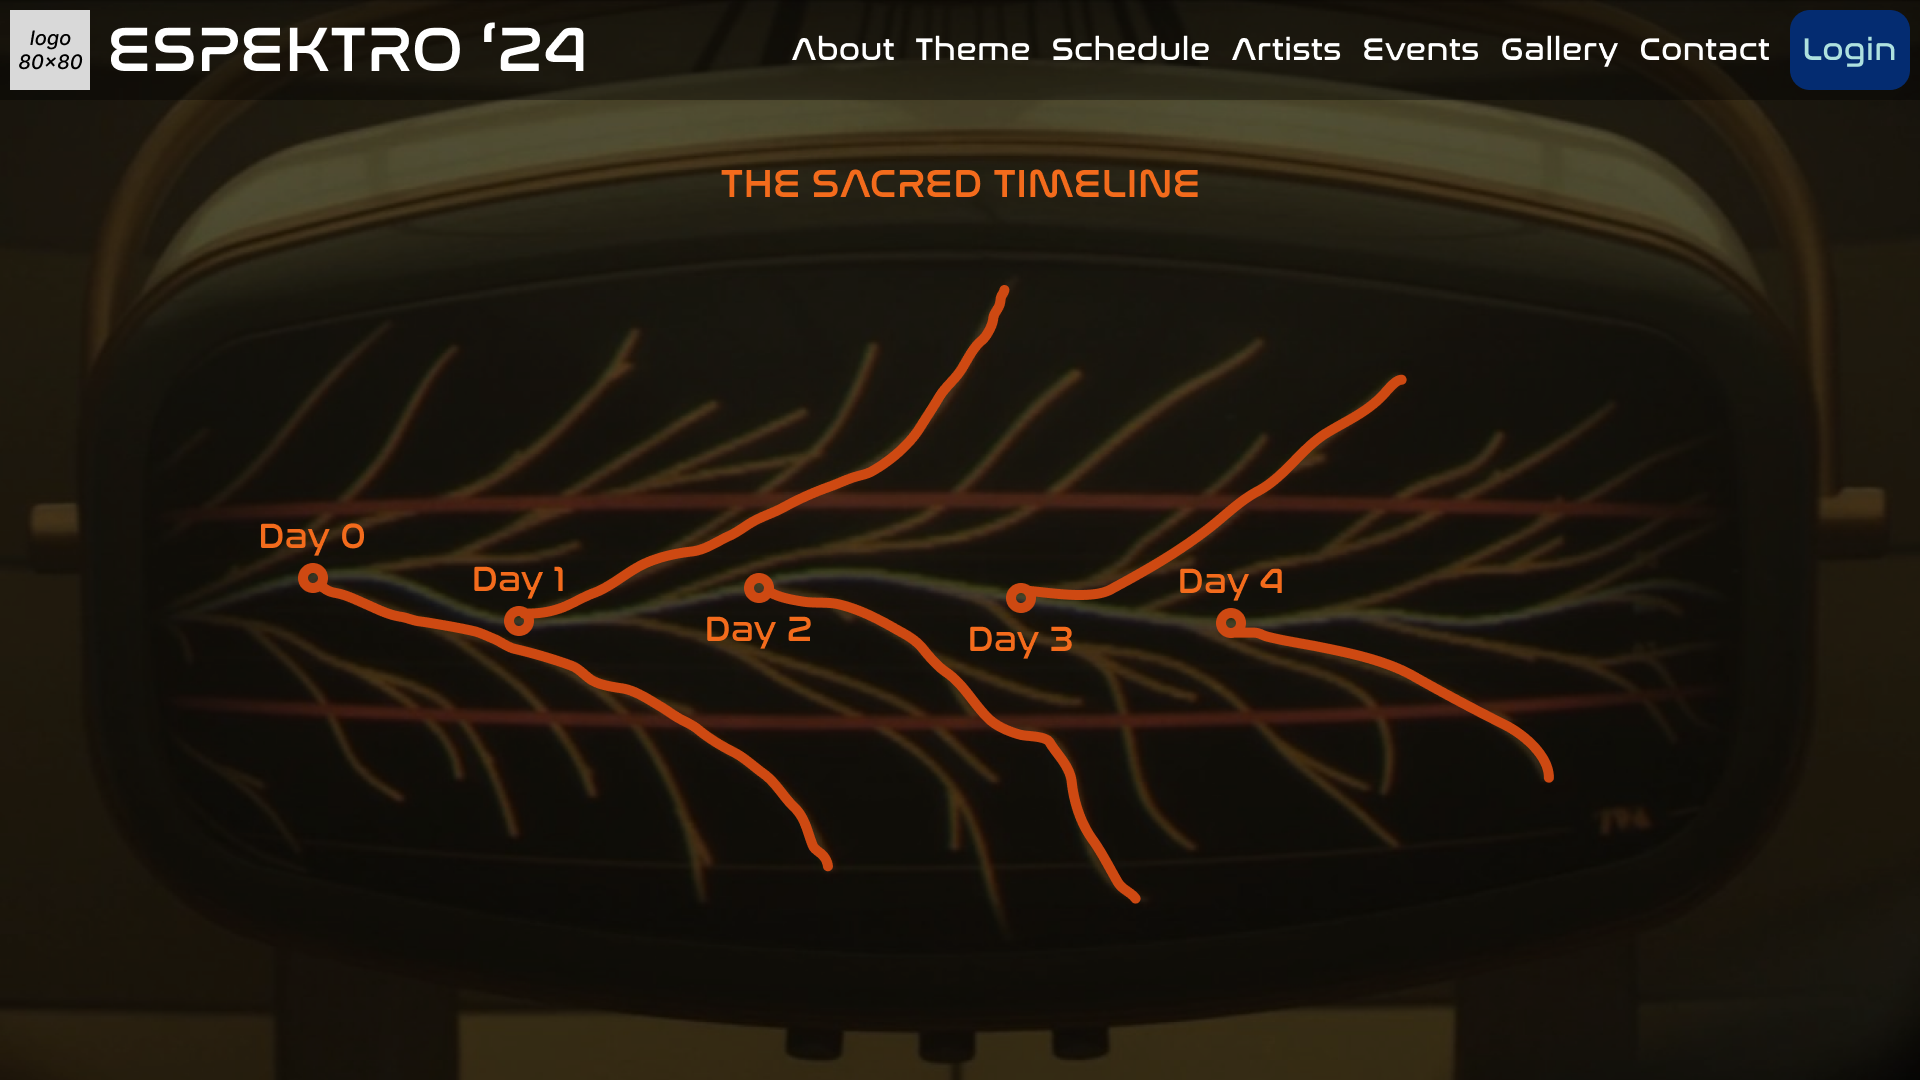 logo
80×80
ESPEKTRO ‘24
About Theme Schedule Artists Events Gallery Contact Login
THE SACRED TIMELINE
Day 0
Day 1
Day 2
Day 3
Day 4